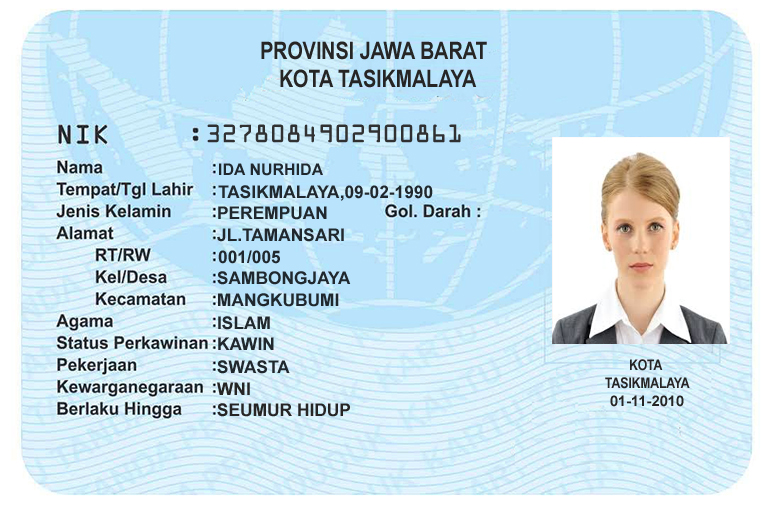 PROVINSI JAWA BARAT
KOTA TASIKMALAYA
NIK :3278084902900861
Nama :IDA NURHIDA
Tempat/Tgl Lahir :TASIKMALAYA,09-02-1990
Jenis Kelamin :PEREMPUAN Gol. Darah :
Alamat :JL.TAMANSARI
RT/RW :001/005
Kel/Desa :SAMBONGJAYA
Kecamatan :MANGKUBUMI
Agama :ISLAM
Status Perkawinan :KAWIN
Pekerjaan :SWASTA
Kewarganegaraan :WNI
Berlaku Hingga :SEUMUR HIDUP
KOTA
TASIKMALAYA
01-11-2010